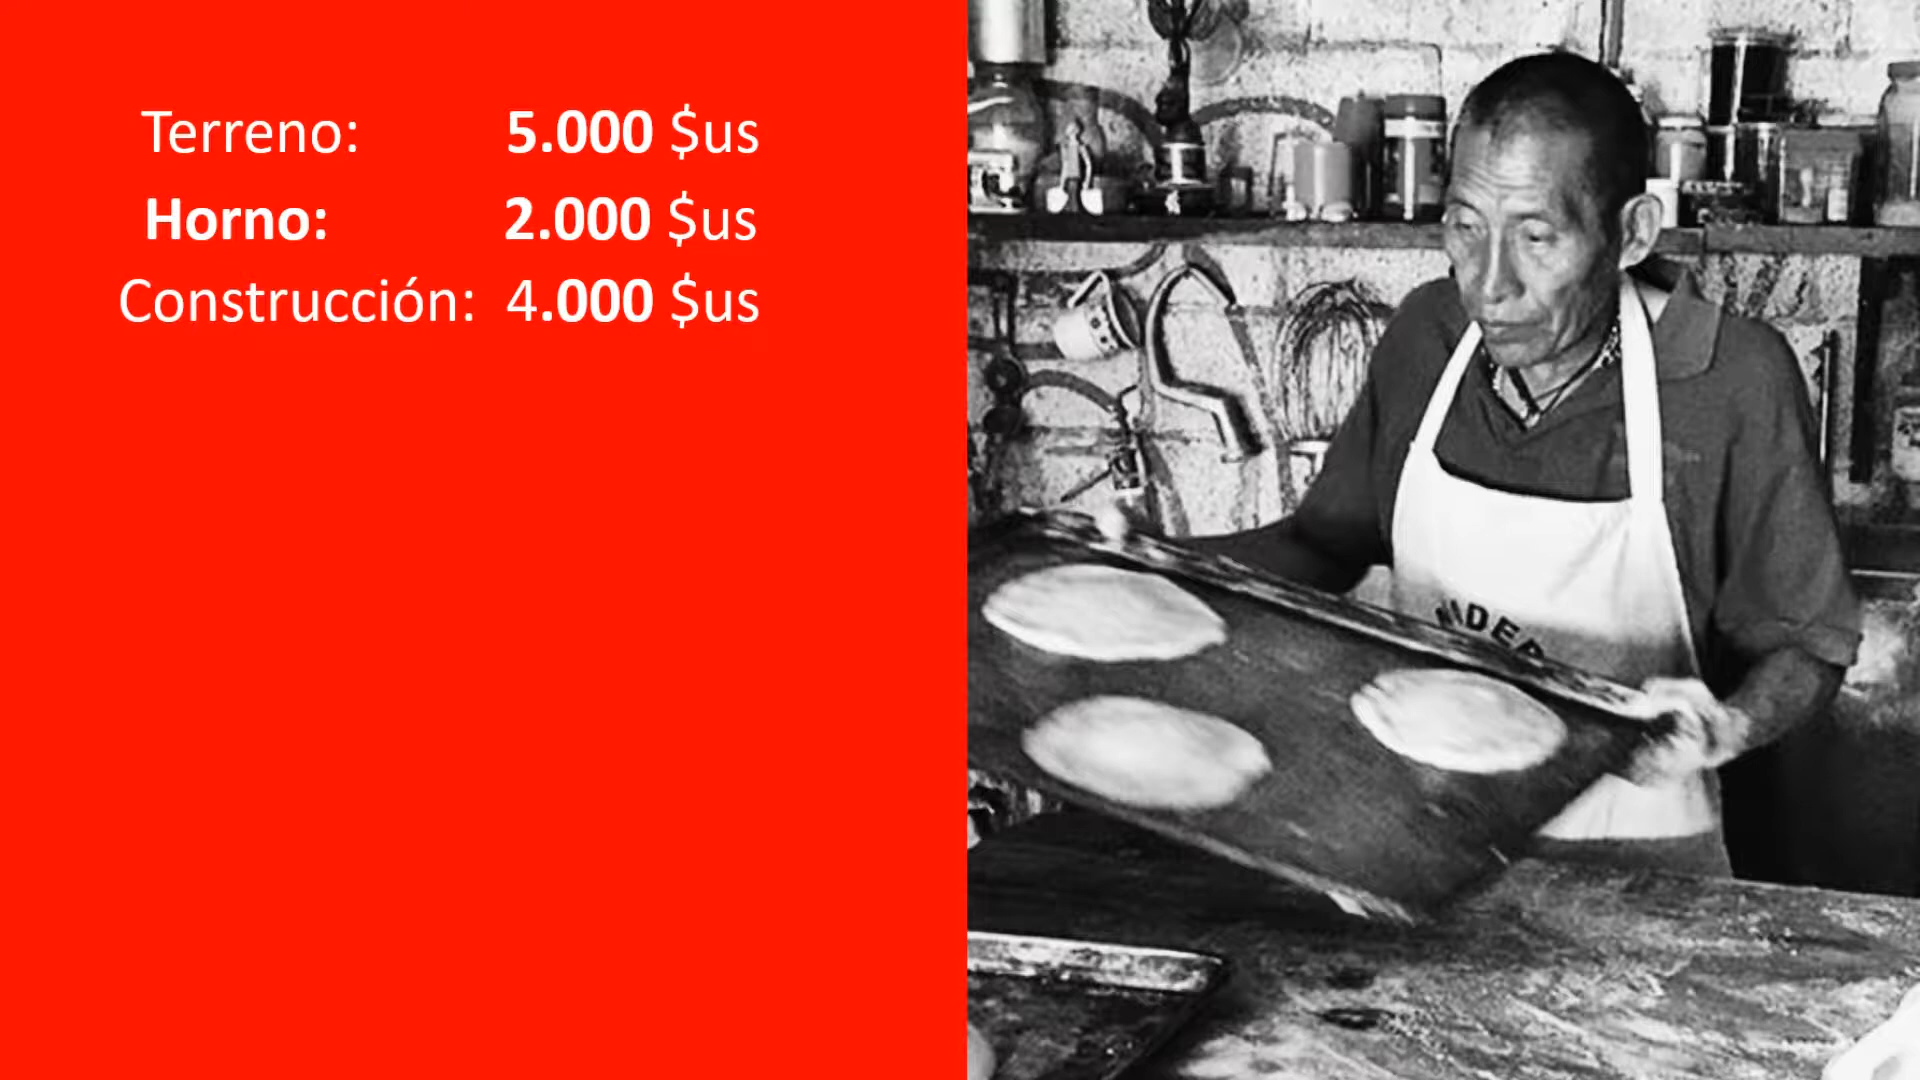 Terreno: 5.000 $us
Horno: 2.000 $us
Construcción: 4.000 $us